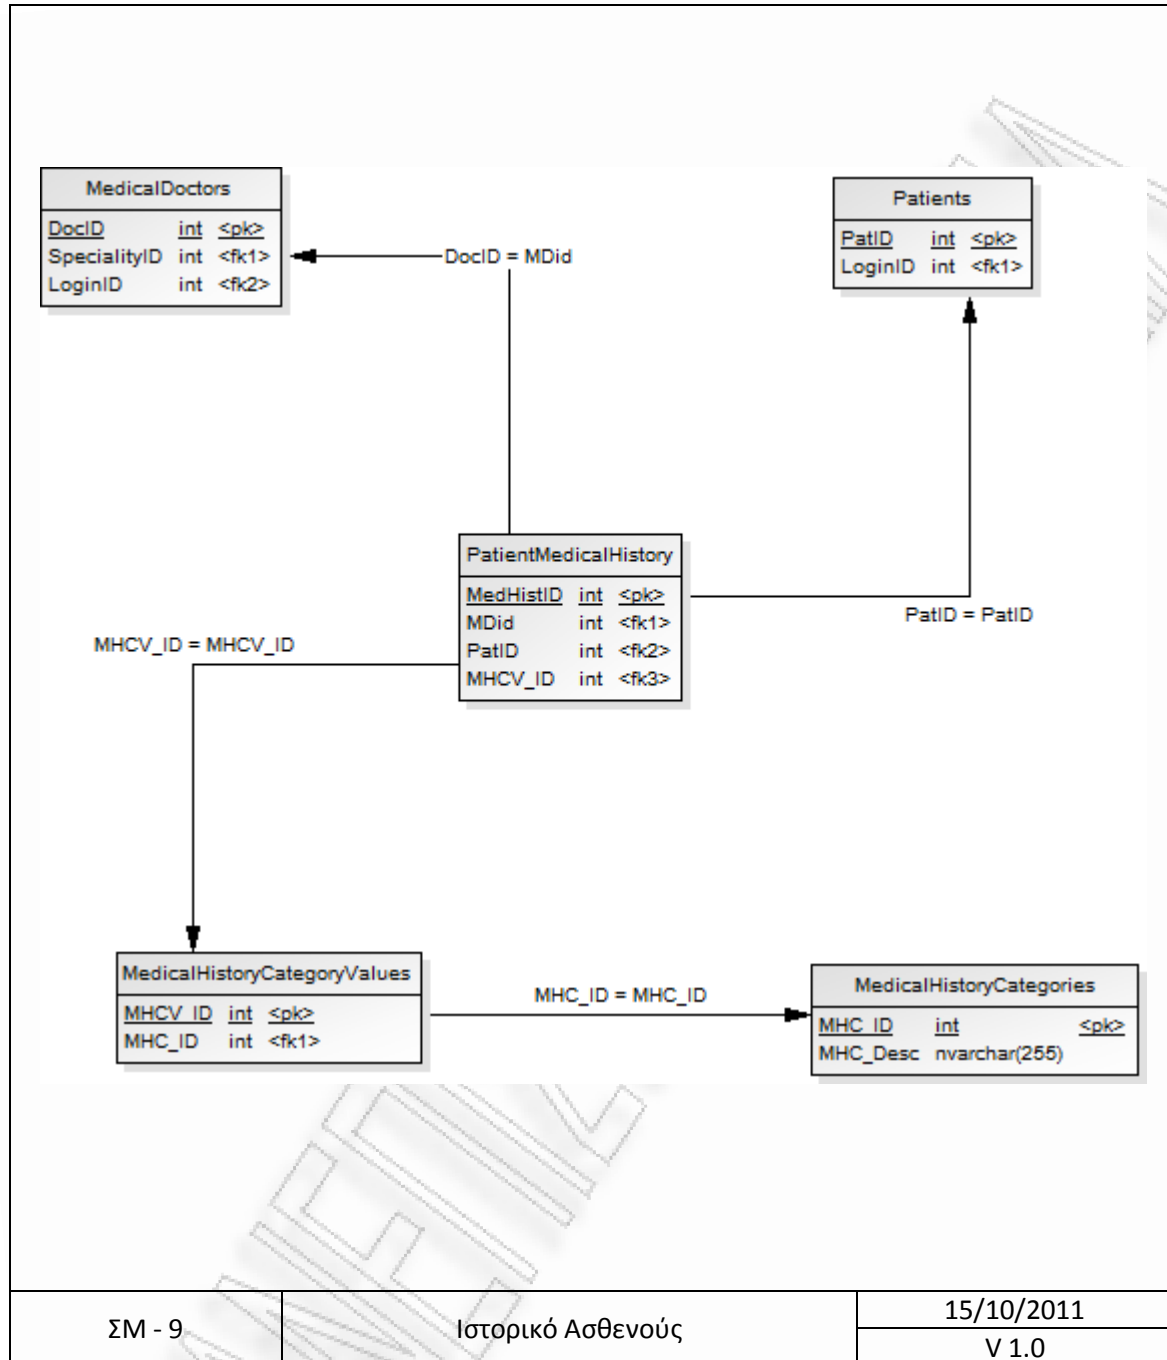 MedicalDoctors
DocID int <pk>
SpecialityID int <fk1>
LoginID int <fk2>
DocID = MDid
Patients
PatID int <pk>
LoginID int <fk1>
PatientMedicalHistory
MedHistID int <pk>
MDid int <fk1>
PatID int <fk2>
MHCV_ID int <fk3>
PatID = PatID
MHCV_ID = MHCV_ID
MedicalHistoryCategoryValues
MHCV_ID int <pk>
MHC_ID int <fk1>
MHC_ID = MHC_ID
MedicalHistoryCategories
MHC_ID int <pk>
MHC_Desc nvarchar(255)
ΣΜ - 9
Ιστορικό Ασθενούς
15/10/2011
V 1.0